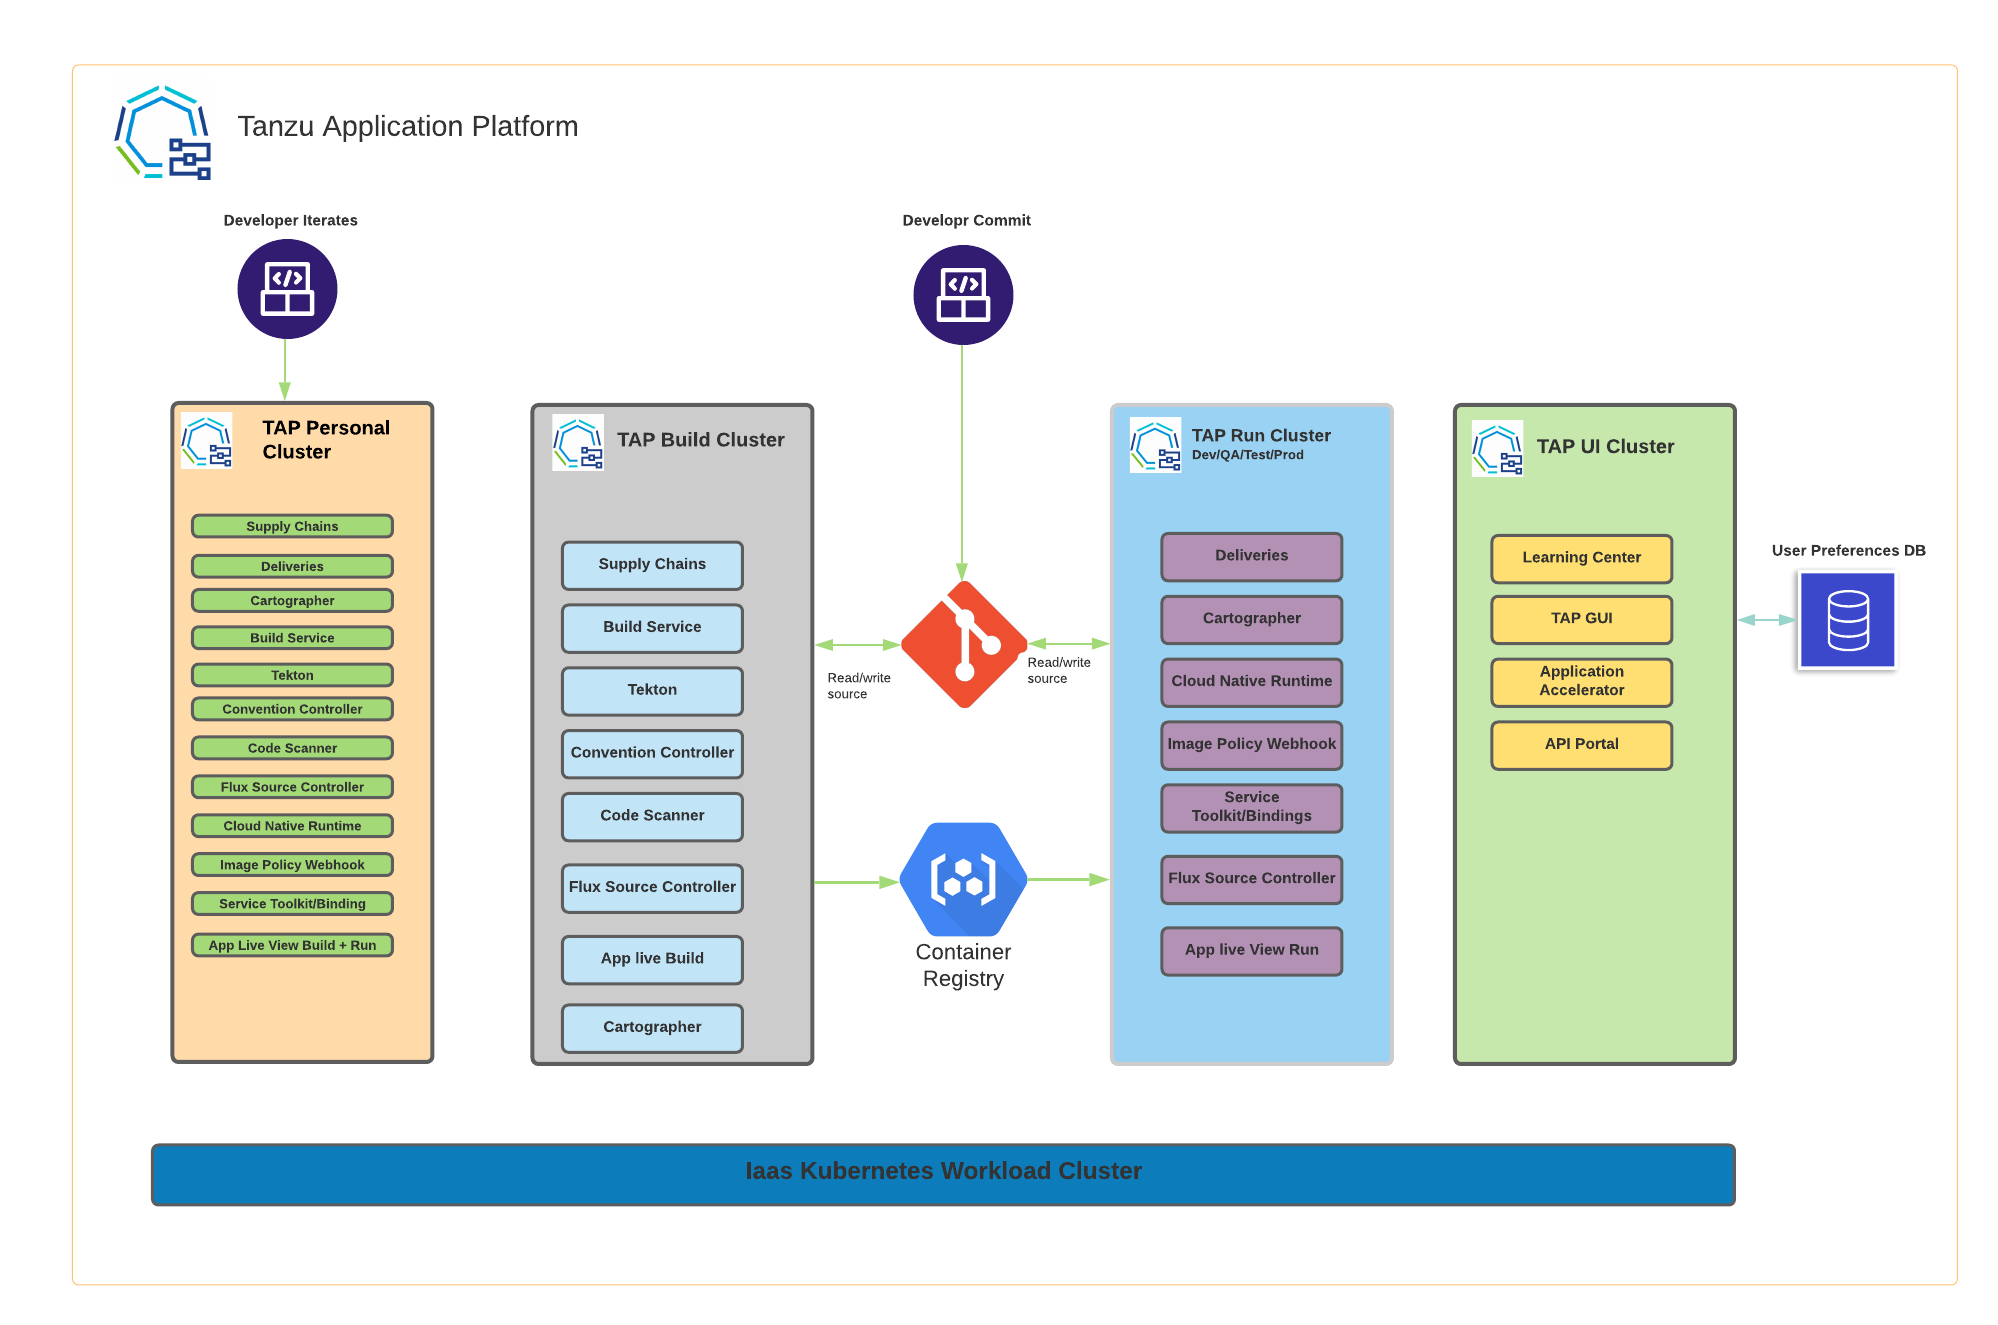 Tanzu Application Platform
Developer Iterates
Developr Commit
TAP Personal
Cluster
Supply Chains
Deliveries
Cartographer
Build Service
Tekton
Convention Controller
Code Scanner
Flux Source Controller
Cloud Native Runtime
Image Policy Webhook
Service Toolkit/Binding
App Live View Build + Run
TAP Build Cluster
Supply Chains
Build Service
Tekton
Convention Controller
Code Scanner
Flux Source Controller
App live Build
Cartographer
Read/write
source
Read/write
source
Container
Registry
TAP Run Cluster
Dev/QA/Test/Prod
Deliveries
Cartographer
Cloud Native Runtime
Image Policy Webhook
Service
Toolkit/Bindings
Flux Source Controller
App live View Run
TAP UI Cluster
Learning Center
TAP GUI
Application
Accelerator
API Portal
User Preferences DB
Iaas Kubernetes Workload Cluster